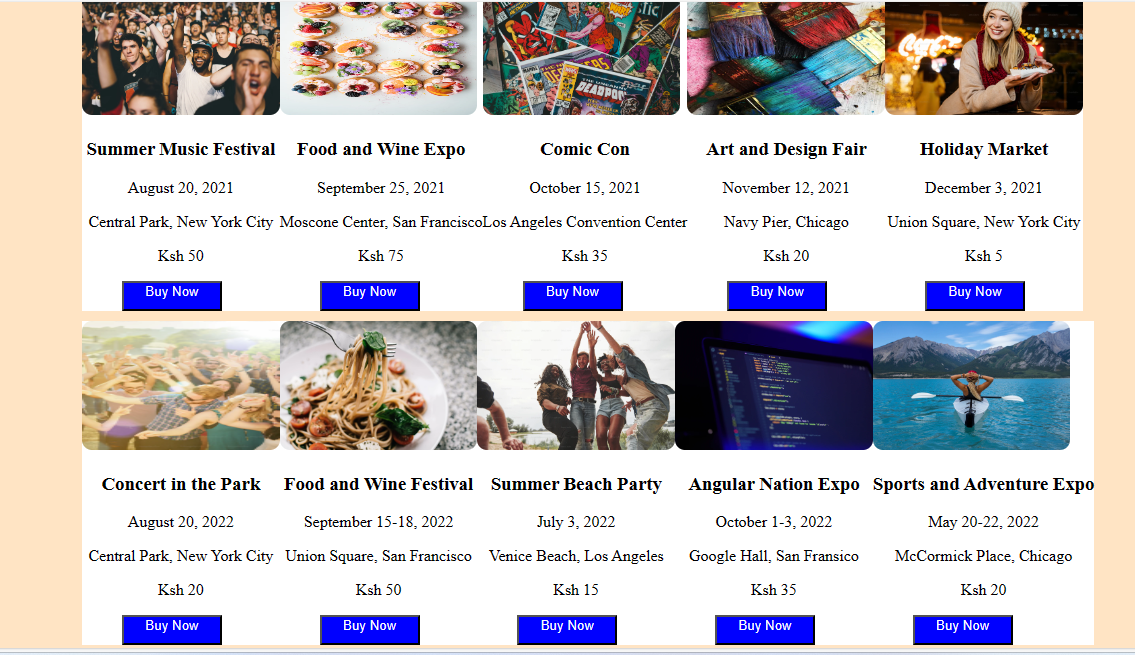 Coca-Cola
DEADPOOL
Summer Music Festival Food and Wine Expo Comic Con Art and Design Fair Holiday Market
August 20, 2021 September 25, 2021 October 15, 2021 November 12, 2021 December 3, 2021
Central Park, New York City Moscone Center, San Francisco Los Angeles Convention Center Navy Pier, Chicago Union Square, New York City
Ksh 50 Ksh 75 Ksh 35 Ksh 20 Ksh 5
Buy Now Buy Now Buy Now Buy Now Buy Now
Concert in the Park Food and Wine Festival Summer Beach Party Angular Nation Expo Sports and Adventure Expo
August 20, 2022 September 15-18, 2022 July 3, 2022 October 1-3, 2022 May 20-22, 2022
Central Park, New York City Union Square, San Francisco Venice Beach, Los Angeles Google Hall, San Fransico McCormick Place, Chicago
Ksh 20 Ksh 50 Ksh 15 Ksh 35 Ksh 20
Buy Now Buy Now Buy Now Buy Now Buy Now